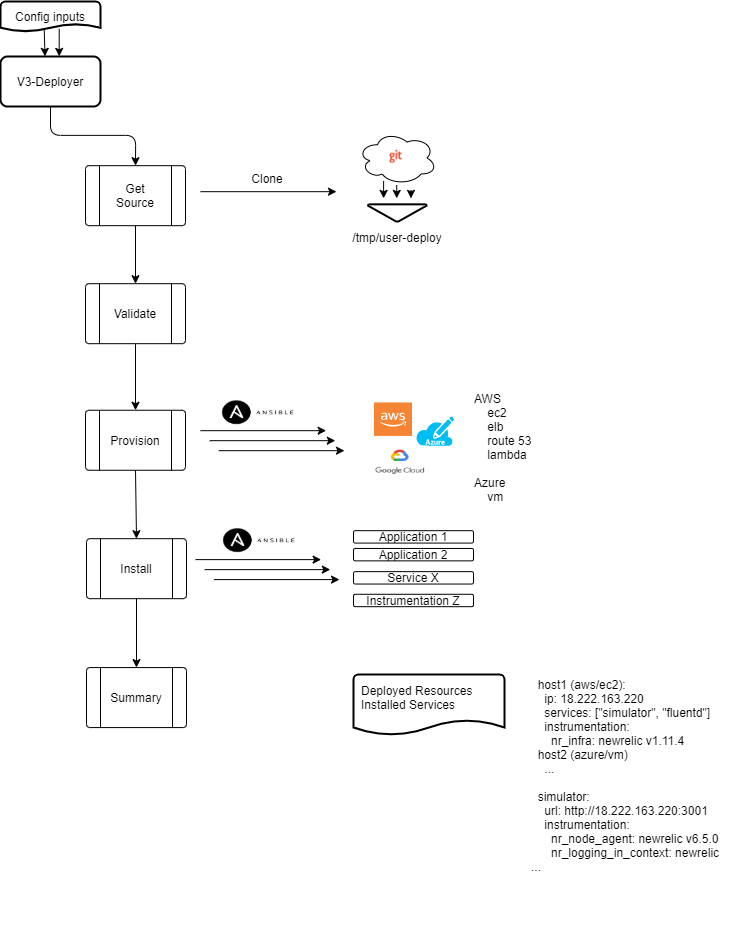 Config inputs
V3-Deployer
Get
Source
Clone
git
/tmp/user-deploy
Validate
Provision
A ANSIBLE
aws
Azure
Google Cloud
AWS
ec2
elb
route 53
lambda
Azure
vm
Install
A ANSIBLE
Application 1
Application 2
Service X
Instrumentation Z
Summary
Deployed Resources
Installed Services
host1 (aws/ec2):
ip: 18.222.163.220
services: ["simulator", "fluentd"]
instrumentation:
nr_infra: newrelic v1.11.4
host2 (azure/vm)
...
simulator:
url: http://18.222.163.220:3001
instrumentation:
nr_node_agent: newrelic v6.5.0
nr_logging_in_context: newrelic
...